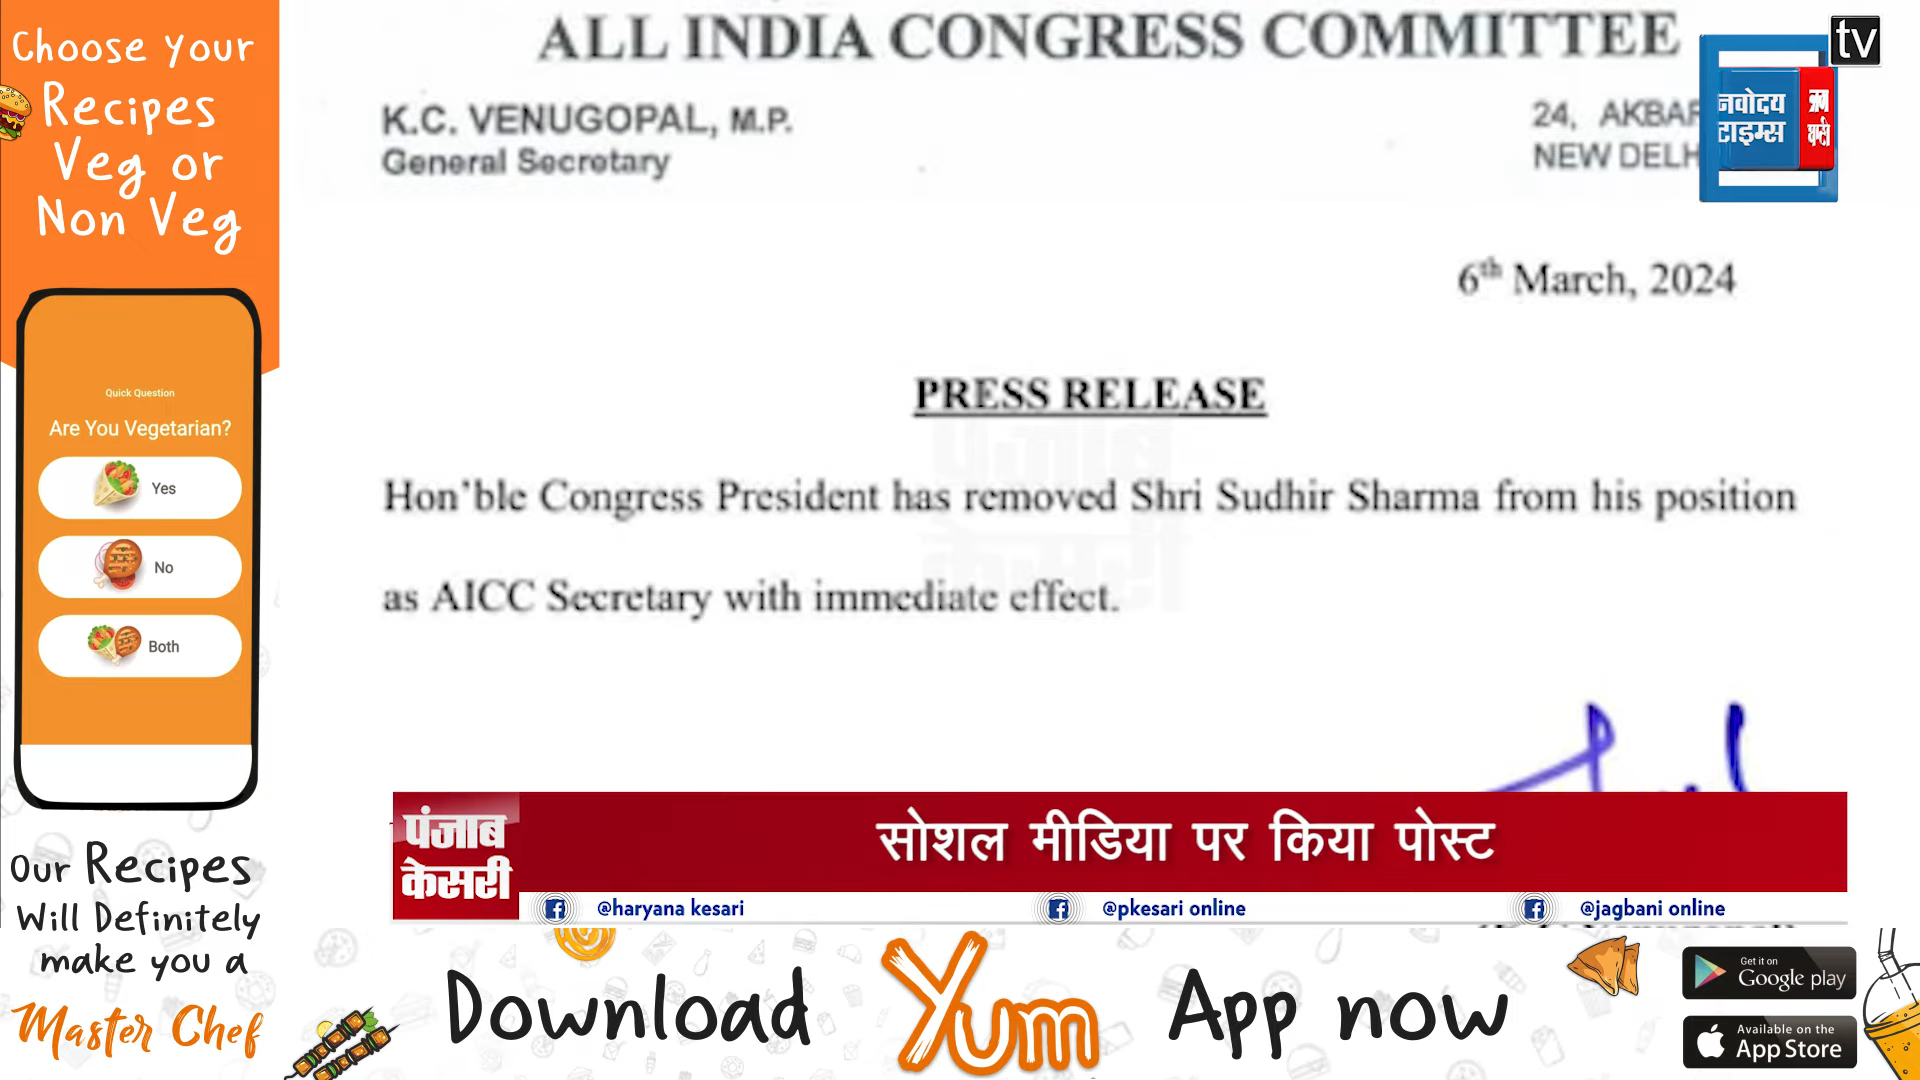 Choose your
Recipes
Veg or
Non Veg
Quick Question
Are You Vegetarian?
Yes
No
Both
Our Recipes
Will Definitely
make you a
Master Chef
ALL INDIA CONGRESS COMMITTEE
K.C. VENUGOPAL, M.P.
General Secretary
24, AKBAR
NEW DELH
tv
नवोदय
टाइम्स
6th March, 2024
PRESS RELEASE
पंजाब
केसरी
Hon'ble Congress President has removed Shri Sudhir Sharma from his position
as AICC Secretary with immediate effect.
पंजाब
केसरी
सोशल मीडिया पर किया पोस्ट
@haryana kesari
@pkesari online
@jagbani online
Download Yum App now
Get it on
Google play
Available on the
App Store